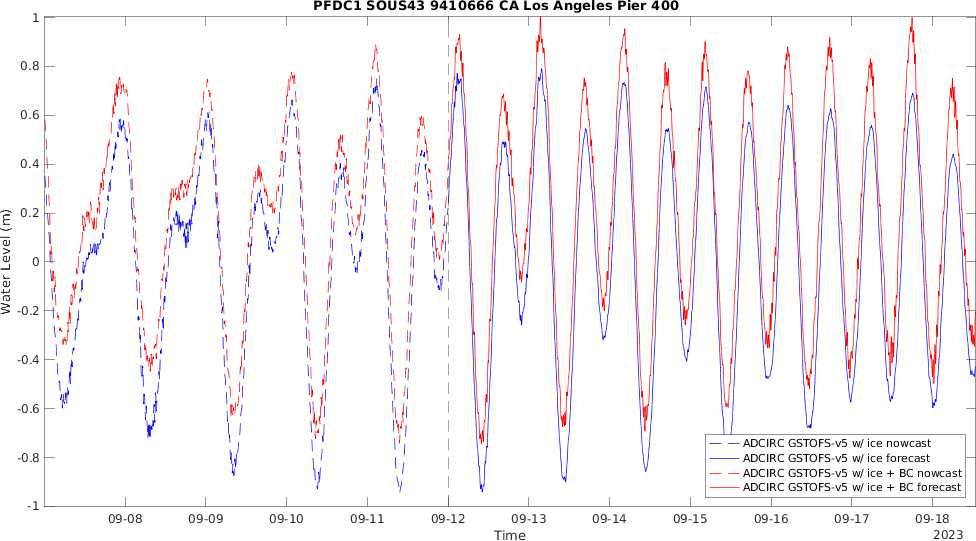 PFDC1 SOUS43 9410666 CA Los Angeles Pier 400
1
0.8
0.6
0.4
0.2
0
-0.2
-0.4
-0.6
-0.8
-1
Water Level (m)
ADCIRC GSTOFS-v5 w/ ice nowcast
ADCIRC GSTOFS-v5 w/ ice forecast
ADCIRC GSTOFS-v5 w/ ice + BC nowcast
ADCIRC GSTOFS-v5 w/ ice + BC forecast
09-08 09-09 09-10 09-11 09-12 09-13 09-14 09-15 09-16 09-17 09-18
Time
2023